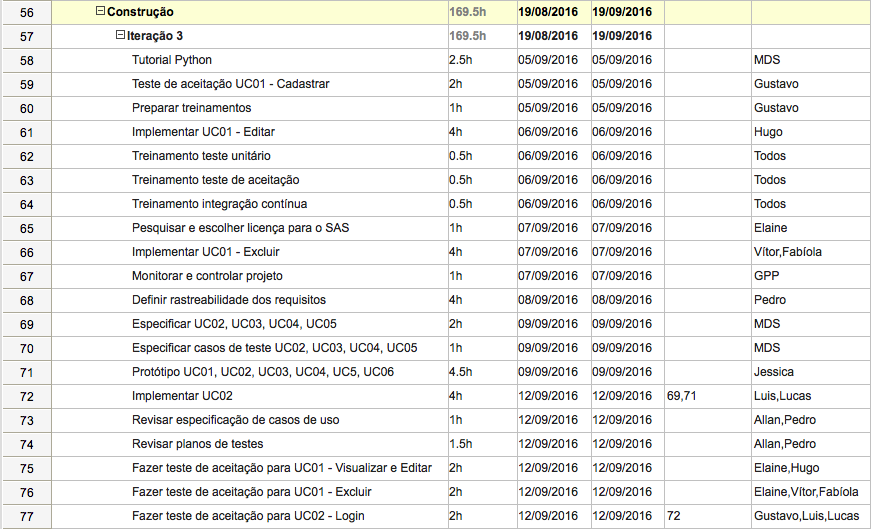 56 Construção 169.5h 19/08/2016 19/09/2016
57 Iteração 3 169.5h 19/08/2016 19/09/2016
58 Tutorial Python 2.5h 05/09/2016 05/09/2016 MDS
59 Teste de aceitação UC01 - Cadastrar 2h 05/09/2016 05/09/2016 Gustavo
60 Preparar treinamentos 1h 05/09/2016 05/09/2016 Gustavo
61 Implementar UC01 - Editar 4h 06/09/2016 06/09/2016 Hugo
62 Treinamento teste unitário 0.5h 06/09/2016 06/09/2016 Todos
63 Treinamento teste de aceitação 0.5h 06/09/2016 06/09/2016 Todos
64 Treinamento integração contínua 0.5h 06/09/2016 06/09/2016 Todos
65 Pesquisar e escolher licença para o SAS 1h 07/09/2016 07/09/2016 Elaine
66 Implementar UC01 - Excluir 4h 07/09/2016 07/09/2016 Vítor,Fabíola
67 Monitorar e controlar projeto 1h 07/09/2016 07/09/2016 GPP
68 Definir rastreabilidade dos requisitos 4h 08/09/2016 08/09/2016 Pedro
69 Especificar UC02, UC03, UC04, UC05 2h 09/09/2016 09/09/2016 MDS
70 Especificar casos de teste UC02, UC03, UC04, UC05 1h 09/09/2016 09/09/2016 MDS
71 Protótipo UC01, UC02, UC03, UC04, UC5, UC06 4.5h 09/09/2016 09/09/2016 Jessica
72 Implementar UC02 4h 12/09/2016 12/09/2016 69,71 Luis,Lucas
73 Revisar especificação de casos de uso 1h 12/09/2016 12/09/2016 Allan,Pedro
74 Revisar planos de testes 1.5h 12/09/2016 12/09/2016 Allan,Pedro
75 Fazer teste de aceitação para UC01 - Visualizar e Editar 2h 12/09/2016 12/09/2016 Elaine,Hugo
76 Fazer teste de aceitação para UC01 - Excluir 2h 12/09/2016 12/09/2016 Elaine,Vítor,Fabíola
77 Fazer teste de aceitação para UC02 - Login 2h 12/09/2016 12/09/2016 72 Gustavo,Luis,Lucas